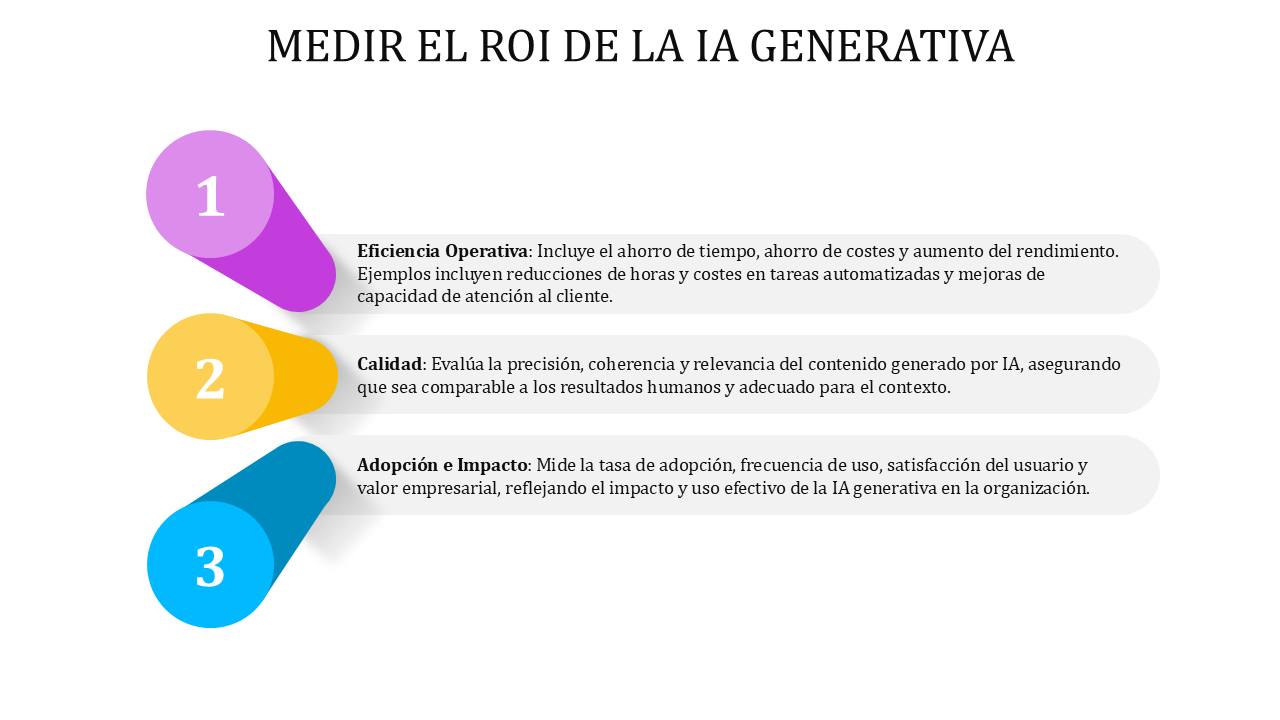 MEDIR EL ROI DE LA IA GENERATIVA
1
Eficiencia Operativa: Incluye el ahorro de tiempo, ahorro de costes y aumento del rendimiento.
Ejemplos incluyen reducciones de horas y costes en tareas automatizadas y mejoras de
capacidad de atención al cliente.
2
Calidad: Evalúa la precisión, coherencia y relevancia del contenido generado por IA, asegurando
que sea comparable a los resultados humanos y adecuado para el contexto.
3
Adopción e Impacto: Mide la tasa de adopción, frecuencia de uso, satisfacción del usuario y
valor empresarial, reflejando el impacto y uso efectivo de la IA generativa en la organización.